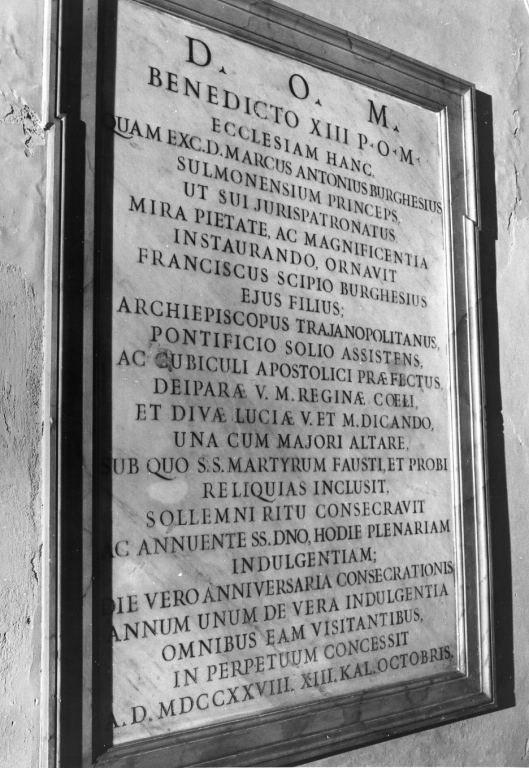 D. O. M.
BENEDICTO XIII P·O·M·
ECCLESIAM HANC,
QUAM EXC. D. MARCUS ANTONIUS BURGHESIUS
SULMONENSIUM PRINCEPS,
UT SUI JURISPATRONATUS
MIRA PIETATE, AC MAGNIFICENTIA
INSTAURANDO, ORNAVIT
FRANCISCUS SCIPIO BURGHESIUS
EJUS FILIUS;
ARCHIEPISCOPUS TRAJANOPOLITANUS,
PONTIFICIO SOLIO ASSISTENS,
AC CUBICULI APOSTOLICI PRÆFECTUS,
DEIPARÆ V. M. REGINÆ CŒLI,
ET DIVÆ LUCIÆ V. ET M. DICANDO,
UNA CUM MAJORI ALTARE,
SUB QUO S.S. MARTYRUM FAUSTI, ET PROBI
RELIQUIAS INCLUSIT,
SOLLEMNI RITU CONSECRAVIT
AC ANNUENTE SS. DNO, HODIE PLENARIAM
INDULGENTIAM;
DIE VERO ANNIVERSARIA CONSECRATIONIS
ANNUM UNUM DE VERA INDULGENTIA
OMNIBUS EAM VISITANTIBUS,
IN PERPETUUM CONCESSIT
A. D. MDCCXXVIII. XIII. KAL. OCTOBRIS.